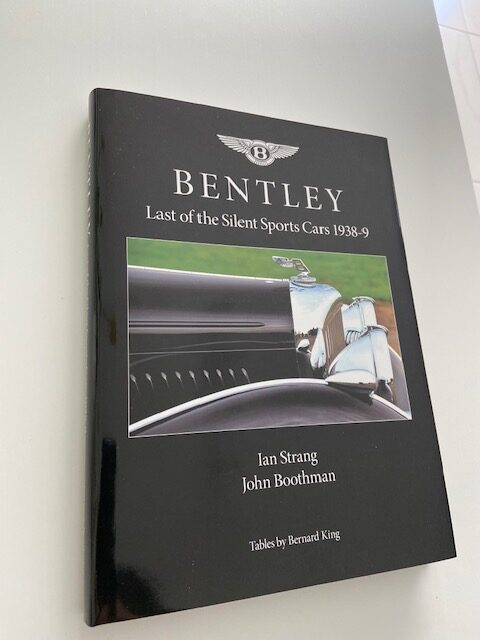 B
BENTLEY
Last of the Silent Sports Cars 1938-9
Ian Strang
John Boothman
Tables by Bernard King